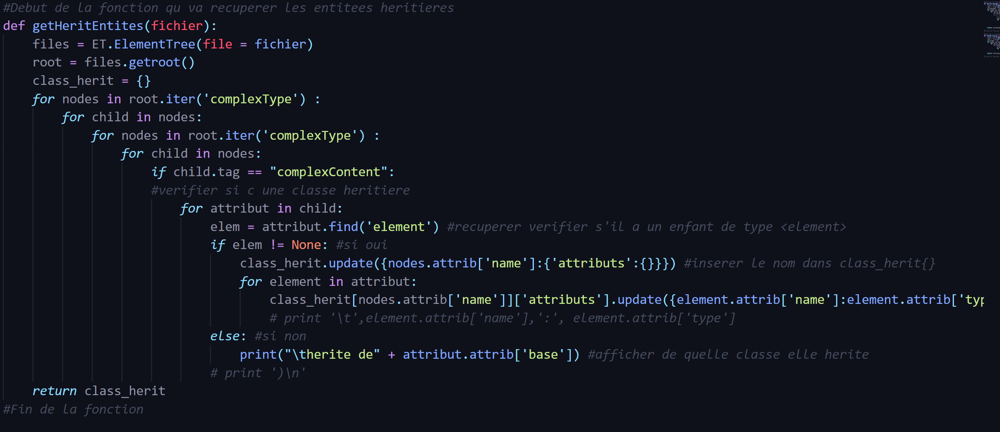 #Debut de la fonction qu va recuperer les entitees heritieres
def getHeritEntites(fichier):
    files = ET.ElementTree(file = fichier)
    root = files.getroot()
    class_herit = {}
    for nodes in root.iter('complexType') :
        for child in nodes:
            for nodes in root.iter('complexType') :
                for child in nodes:
                    if child.tag == "complexContent":
                    #verifier si c une classe heritiere
                        for attribut in child:
                            elem = attribut.find('element') #recuperer verifier s'il a un enfant de type <element>
                            if elem != None: #si oui
                                class_herit.update({nodes.attrib['name']:{'attributs':{}}}) #inserer le nom dans class_herit{}
                                for element in attribut:
                                    class_herit[nodes.attrib['name']]['attributs'].update({element.attrib['name']:element.attrib['typ
                                    # print '\t',element.attrib['name'],':', element.attrib['type']
                            else: #si non
                                print("\therite de" + attribut.attrib['base']) #afficher de quelle classe elle herite
                            # print ')\n'
    return class_herit
#Fin de la fonction